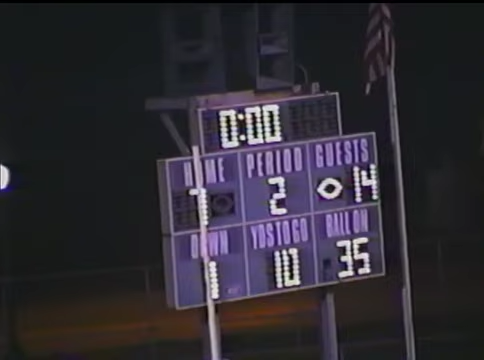 0:00
HOME PERIOD GUESTS
7 2 14
DOWN YDS TO GO BALL ON
1 10 35